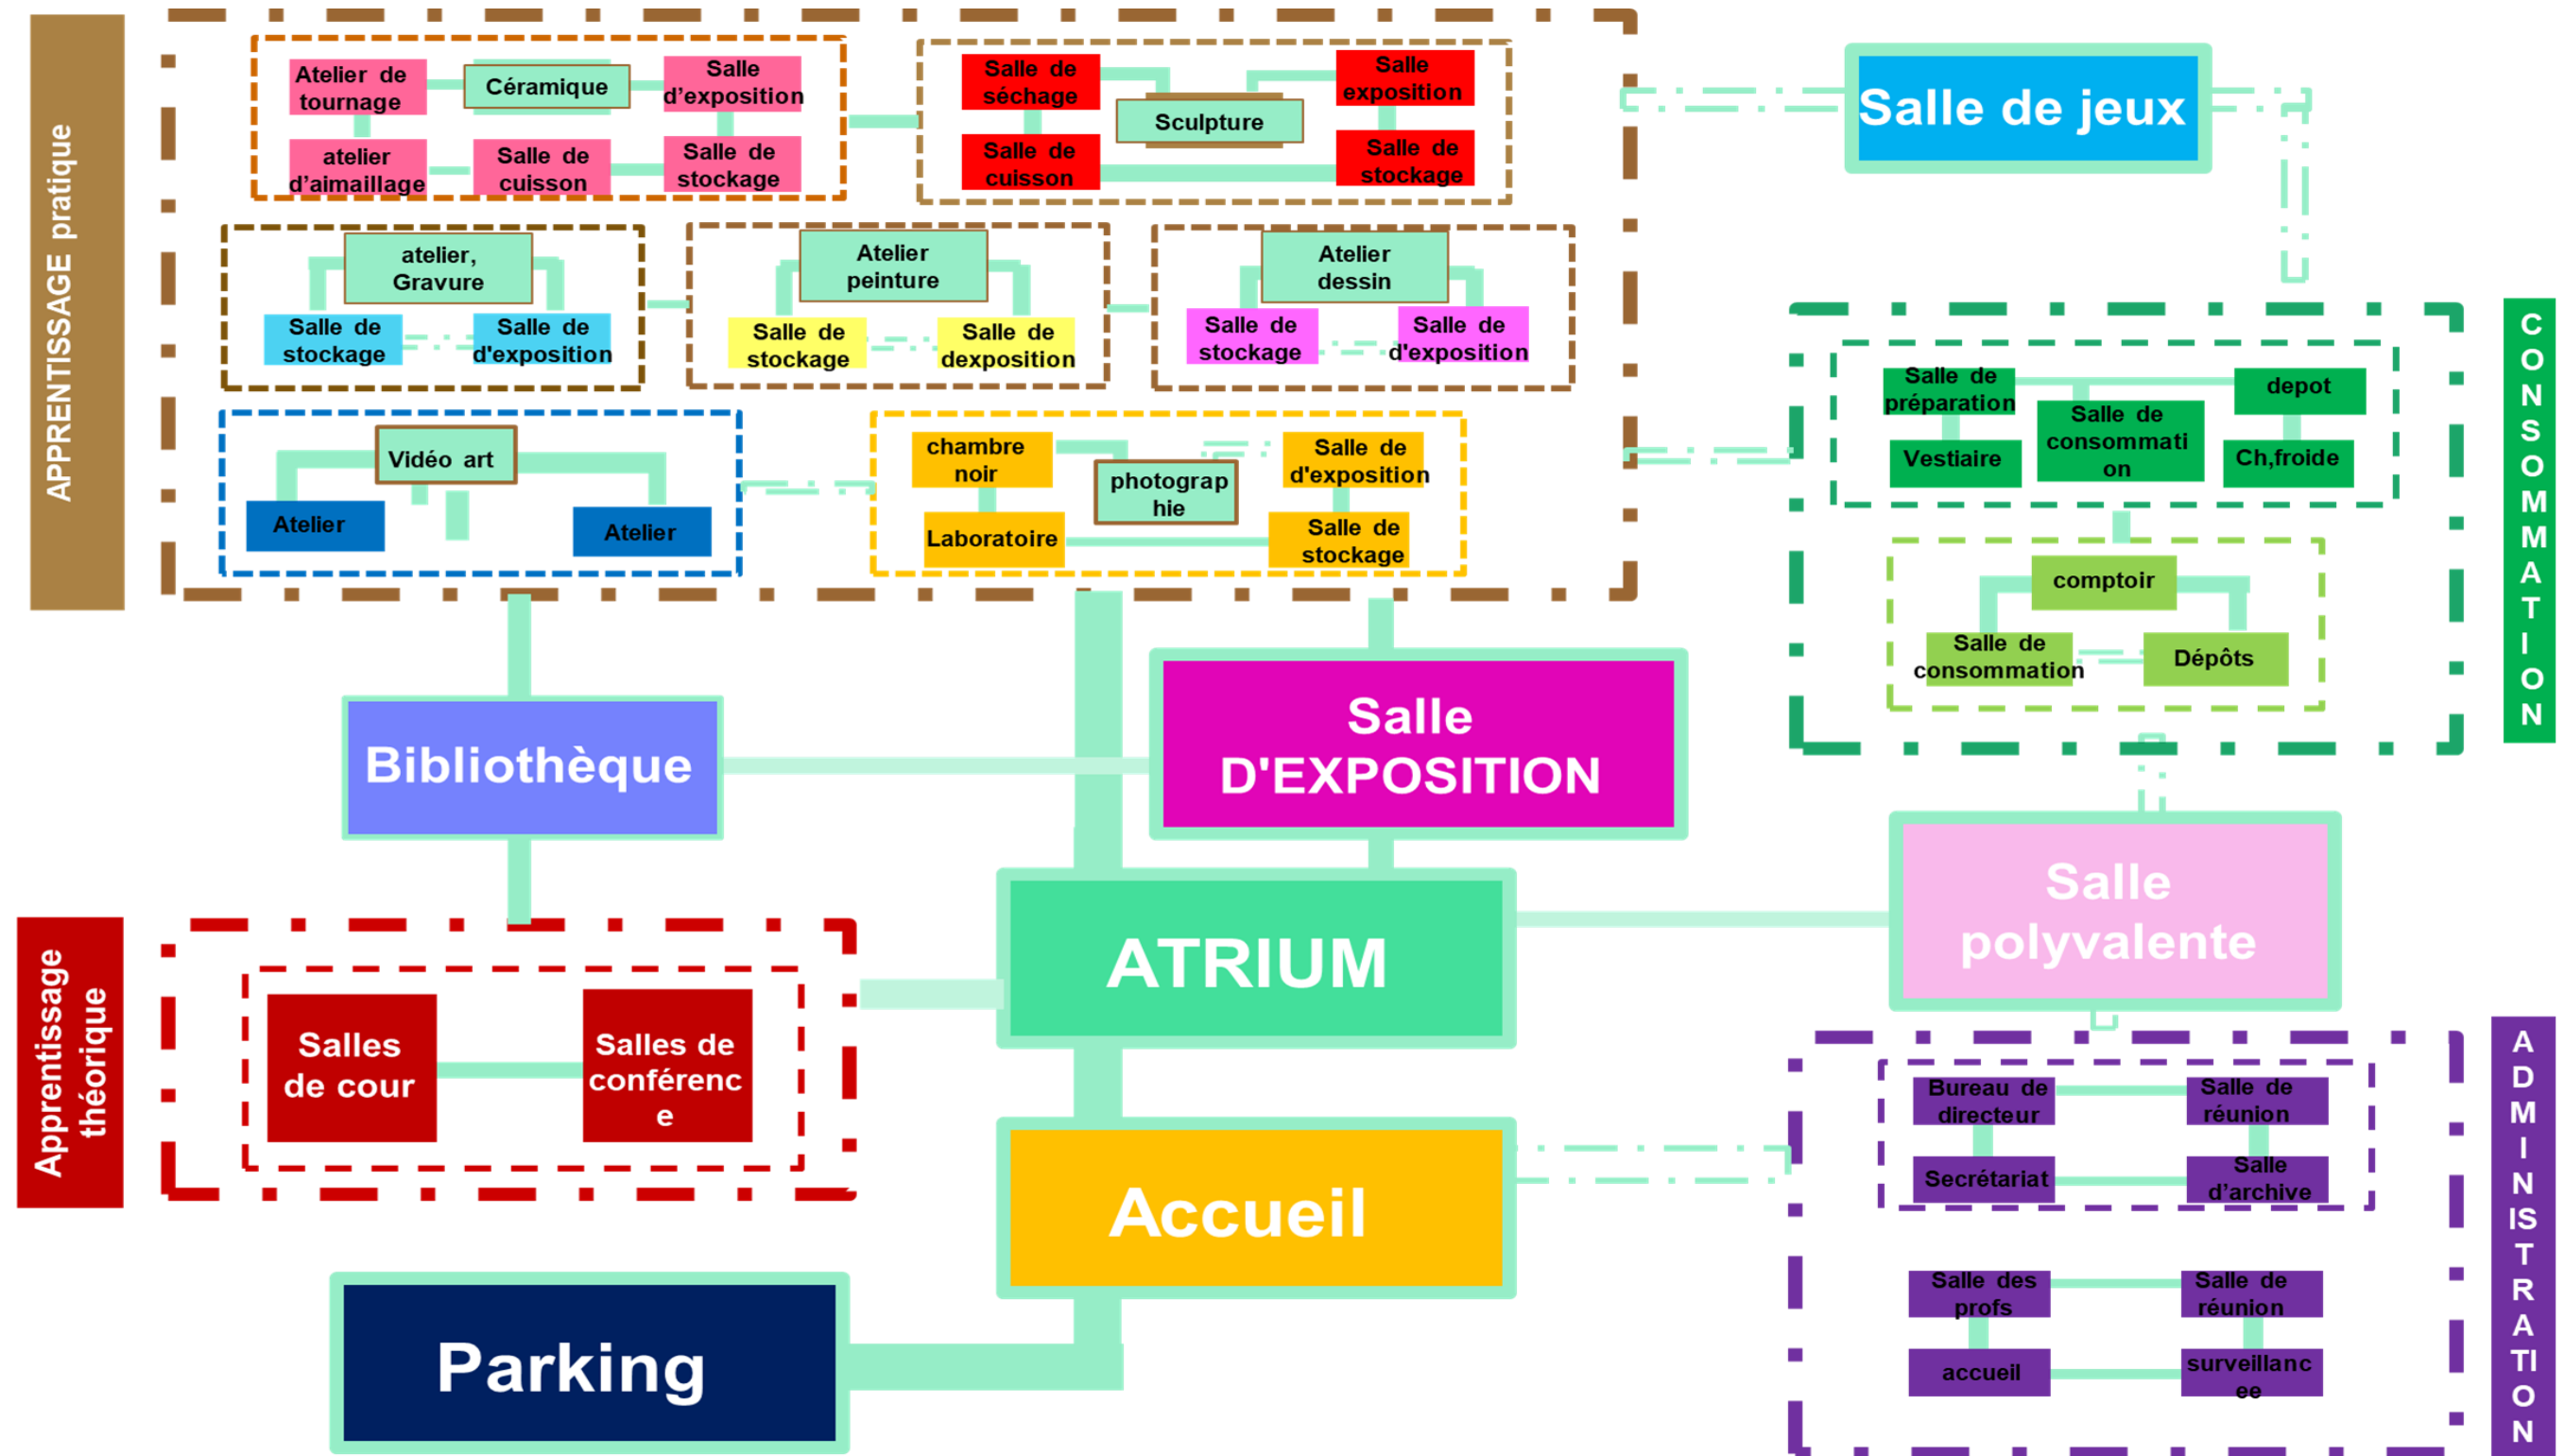 APPRENTISSAGE pratique
Atelier de
tournage
Céramique
Salle
d’exposition
atelier
d’aimaillage
Salle de
cuisson
Salle de
stockage
Salle de
séchage
Sculpture
Salle
exposition
Salle de
cuisson
Salle de
stockage
atelier,
Gravure
Salle de
stockage
Salle de
d'exposition
Atelier
peinture
Salle de
stockage
Salle de
dexposition
Atelier
dessin
Salle de
stockage
Salle de
d'exposition
Vidéo art
Atelier
Atelier
chambre
noir
photograp
hie
Salle de
d'exposition
Laboratoire
Salle de
stockage
Salle de jeux
CONSOMMATION
Salle de
préparation
depot
Salle de
consommati
on
Vestiaire
Ch,froide
comptoir
Salle de
consommation
Dépôts
Bibliothèque
Salle
D'EXPOSITION
ATRIUM
Salle
polyvalente
Apprentissage
théorique
Salles
de cour
Salles de
conférenc
e
Accueil
Parking
ADMINISTRATION
Bureau de
directeur
Salle de
réunion
Secrétariat
Salle
d’archive
Salle des
profs
Salle de
réunion
accueil
surveillanc
ee